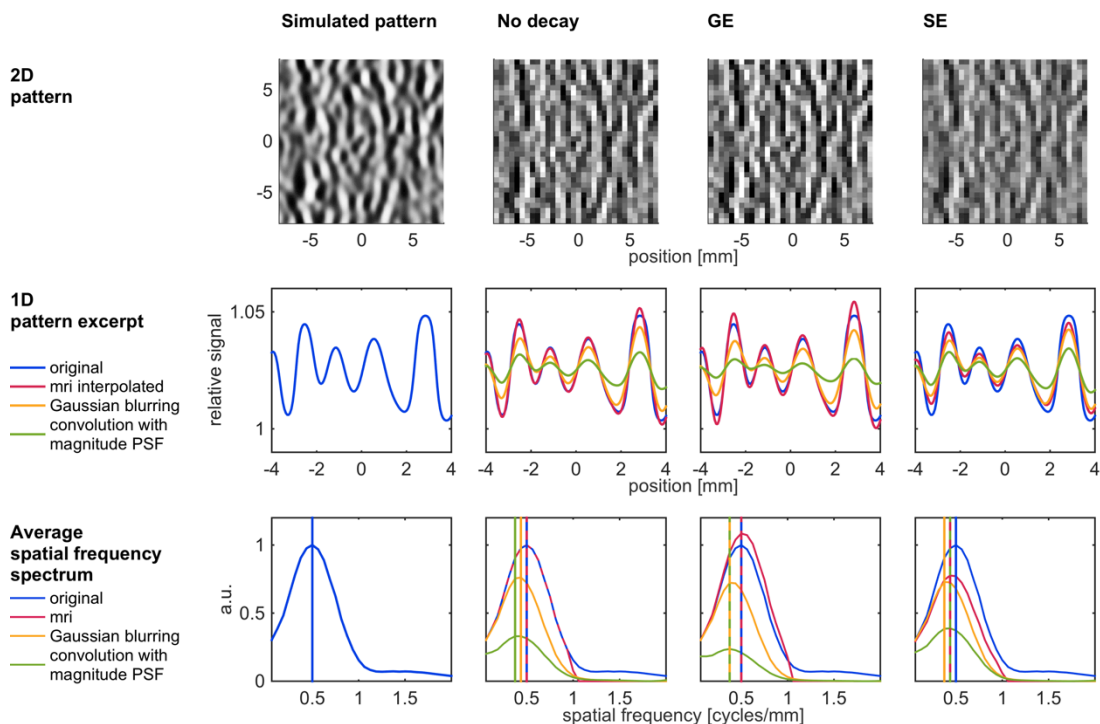 Simulated pattern No decay GE SE
2D
pattern
5
0
-5
-5 0 5 -5 0 5 -5 0 5 -5 0 5
position [mm]
1D
pattern excerpt
original
mri interpolated
Gaussian blurring
convolution with
magnitude PSF
relative signal
1.05
1
-4 -2 0 2 4 -4 -2 0 2 4 -4 -2 0 2 4 -4 -2 0 2 4
position [mm]
Average
spatial frequency
spectrum
original
mri
Gaussian blurring
convolution with
magnitude PSF
a.u.
1
0.5
0
0.5 1 1.5 0.5 1 1.5 0.5 1 1.5 0.5 1 1.5
spatial frequency [cycles/mm]